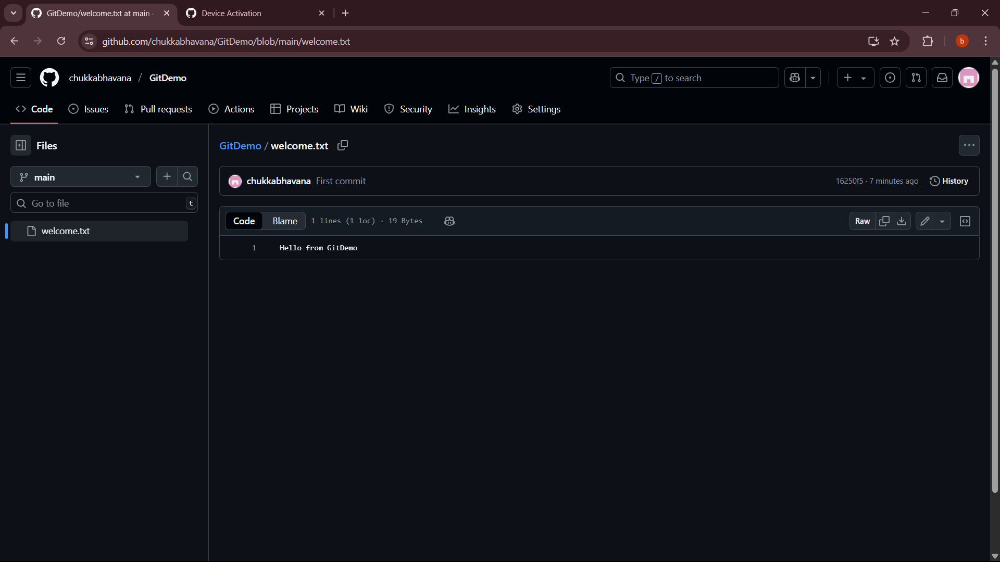 GitDemo/welcome.txt at main
Device Activation
github.com/chukkabhavana/GitDemo/blob/main/welcome.txt
b
chukkabhavana / GitDemo
Type / to search
Code
Issues
Pull requests
Actions
Projects
Wiki
Security
Insights
Settings
Files
GitDemo / welcome.txt
main
chukkabhavana First commit
16250f5 · 7 minutes ago
History
Go to file
t
Code
Blame
1 lines (1 loc) · 19 Bytes
Raw
welcome.txt
1 Hello from GitDemo